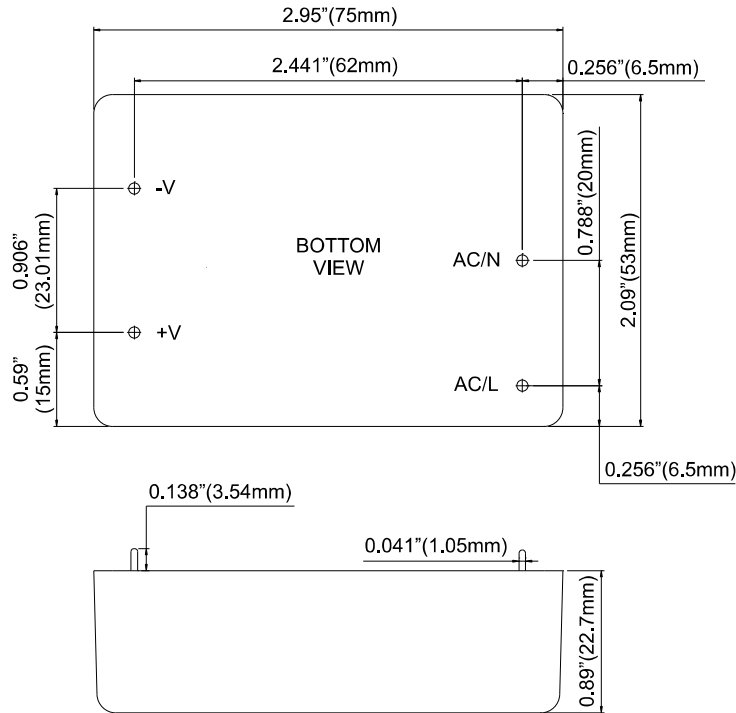 2.95”(75mm)
2.441”(62mm)
0.256”(6.5mm)
-V
0.906”
(23.01mm)
BOTTOM
VIEW
AC/N
0.788”(20mm)
2.09”(53mm)
+V
0.59”
(15mm)
AC/L
0.256”(6.5mm)
0.138”(3.54mm)
0.041”(1.05mm)
0.89”(22.7mm)